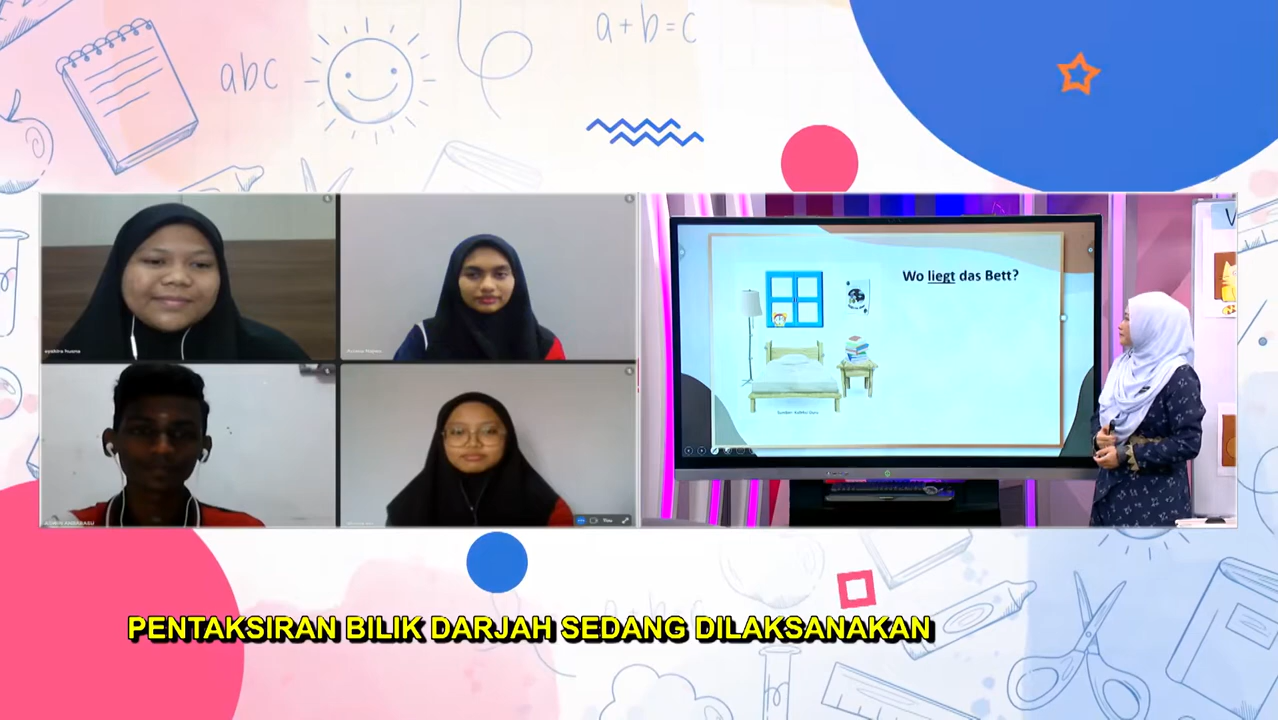 a+b=c
abc
Wo liegt das Bett?
PENTAKSIRAN BILIK DARJAH SEDANG DILAKSANAKAN